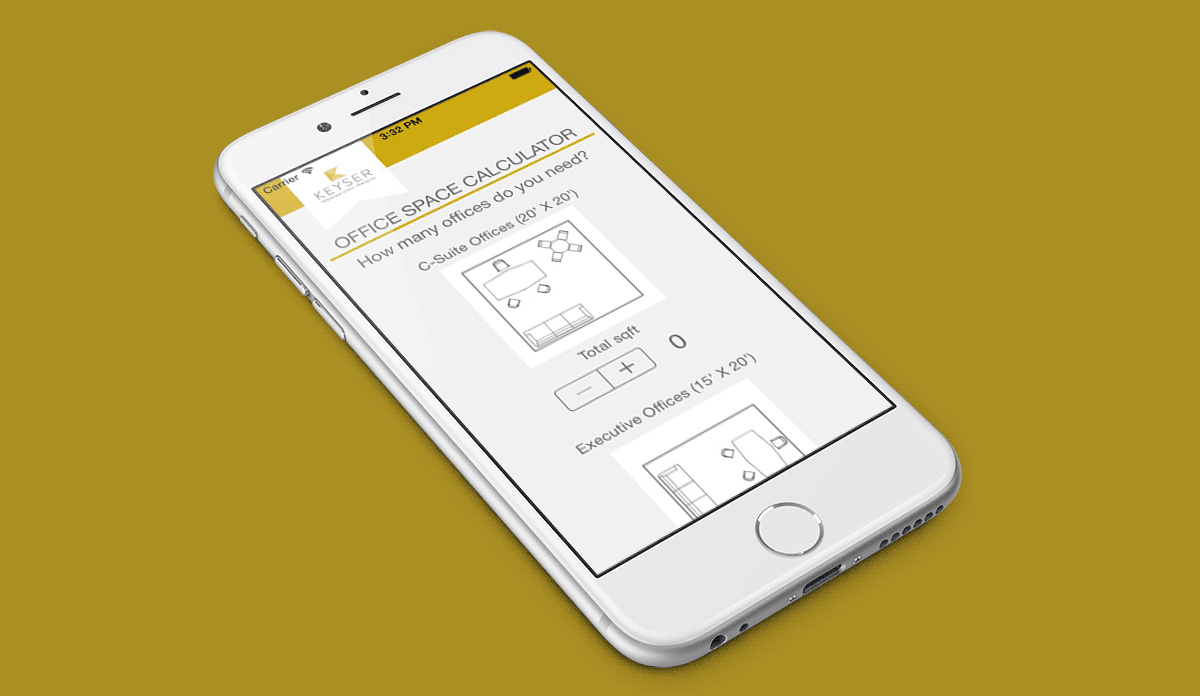 Carrier
3:32 PM
KEYSER
OFFICE SPACE CALCULATOR
How many offices do you need?
C-Suite Offices (20' X 20')
Total sqft
− + 0
Executive Offices (15' X 20')